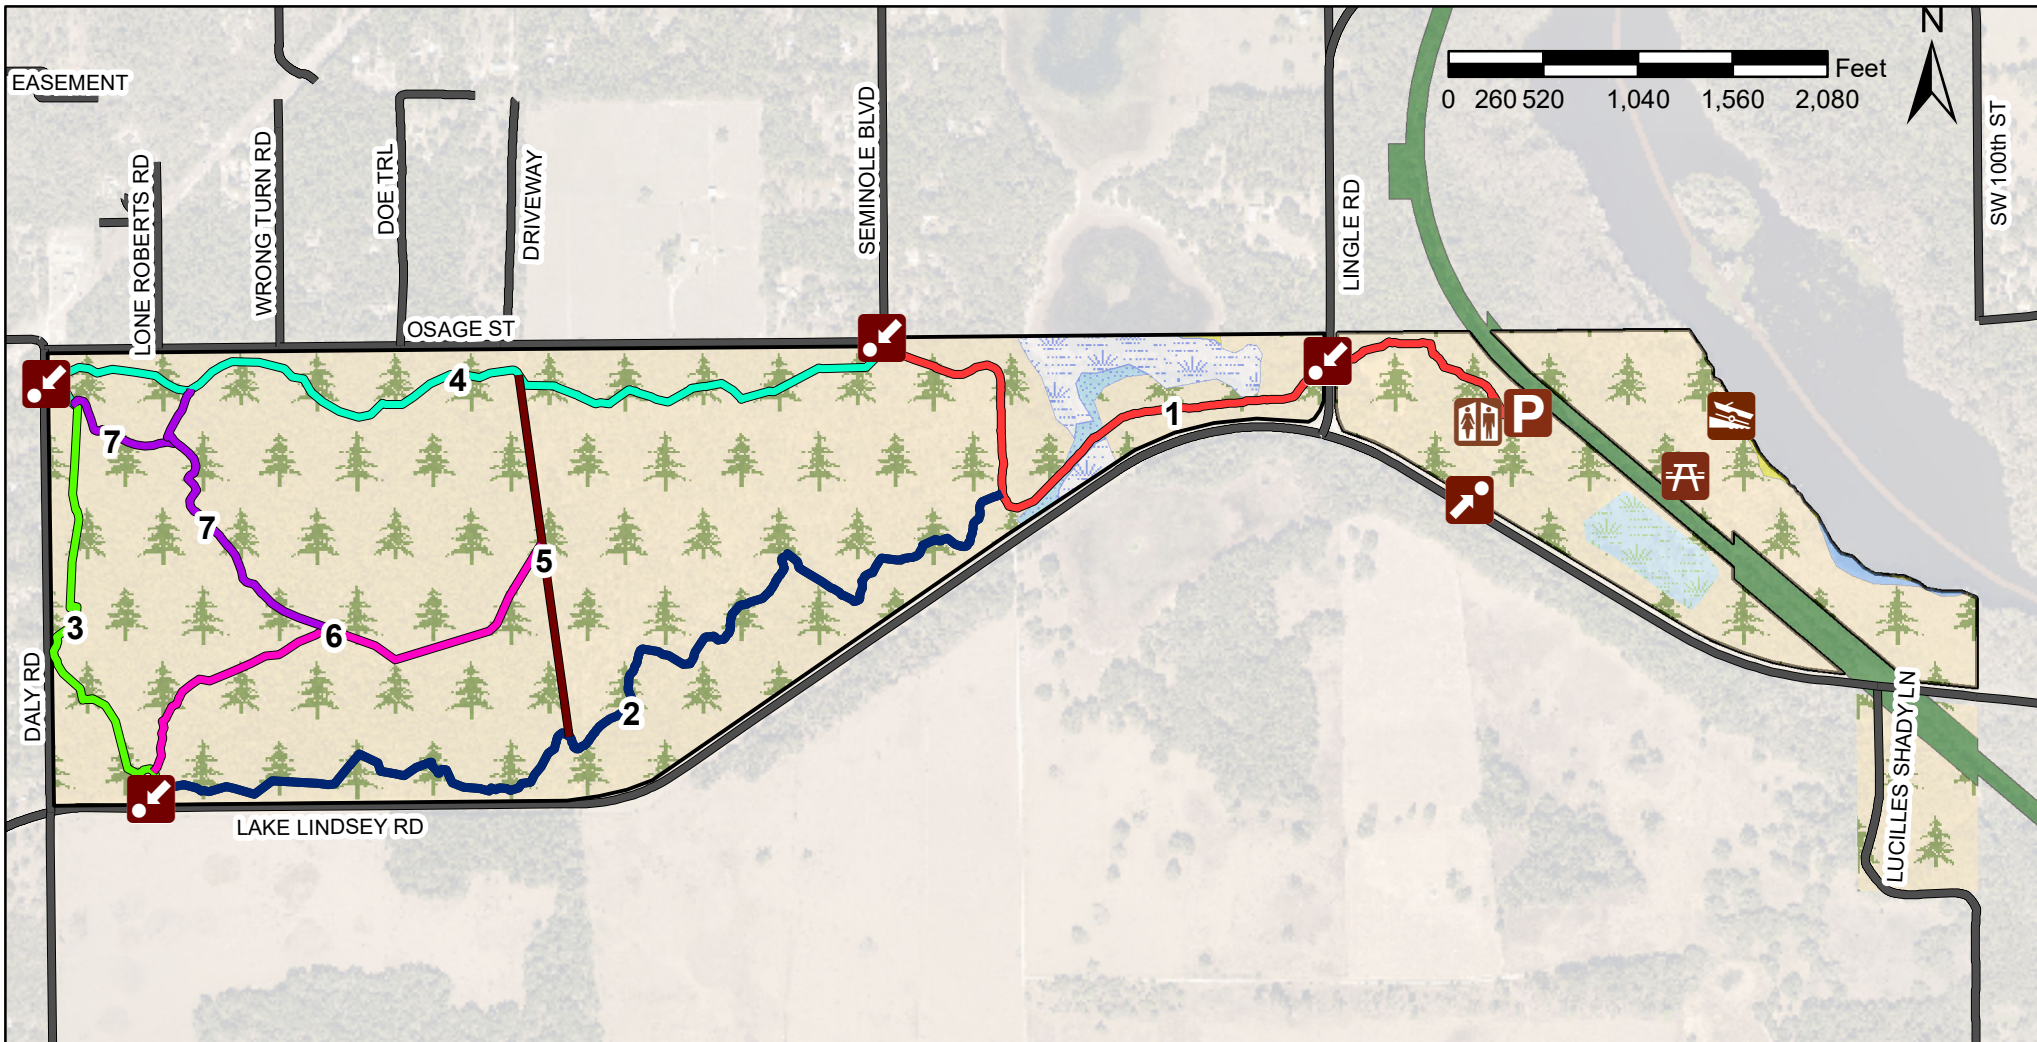 N
EASEMENT
Feet
0 260 520 1,040 1,560 2,080
LONE ROBERTS RD
WRONG TURN RD
DOE TRL
DRIVEWAY
SEMINOLE BLVD
LINGLE RD
SW 100th ST
OSAGE ST
4
1
P
7
7
5
3
6
2
DALY RD
LUCILLES SHADY LN
LAKE LINDSEY RD